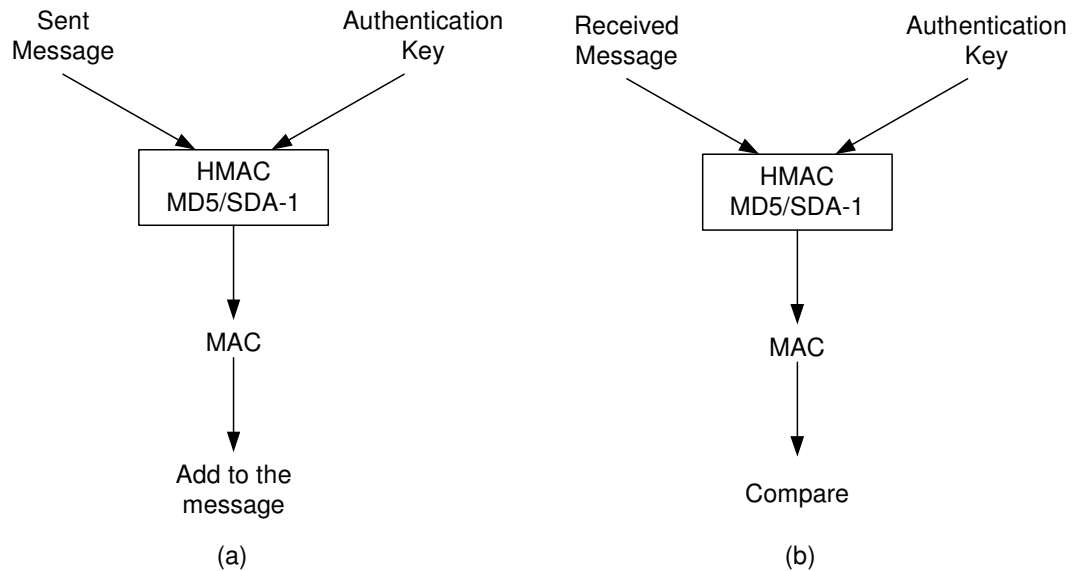 Sent
Message
Authentication
Key
HMAC
MD5/SDA-1
MAC
Add to the
message
(a)
Received
Message
Authentication
Key
HMAC
MD5/SDA-1
MAC
Compare
(b)